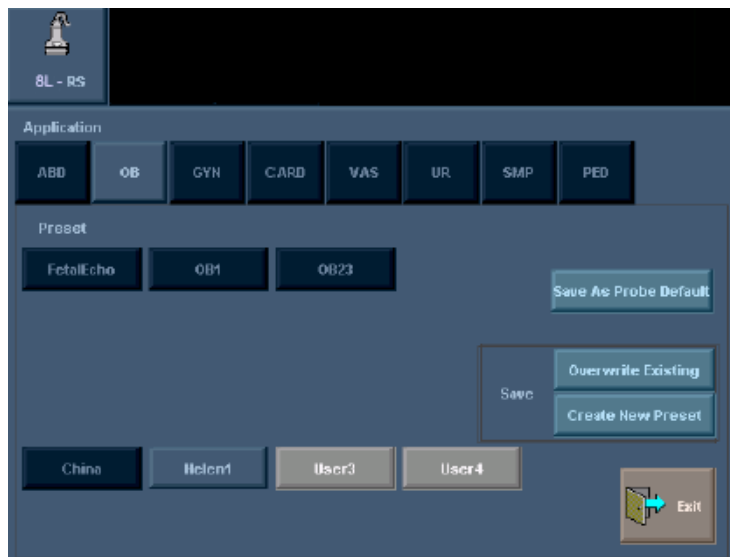 8L - RS
Application
ABD OB GYN CARD VAS UR SMP PED
Preset
FetalEcho OB1 OB23
Save As Probe Default
Overwrite Existing
Save
Create New Preset
China Helen1 User3 User4
Exit